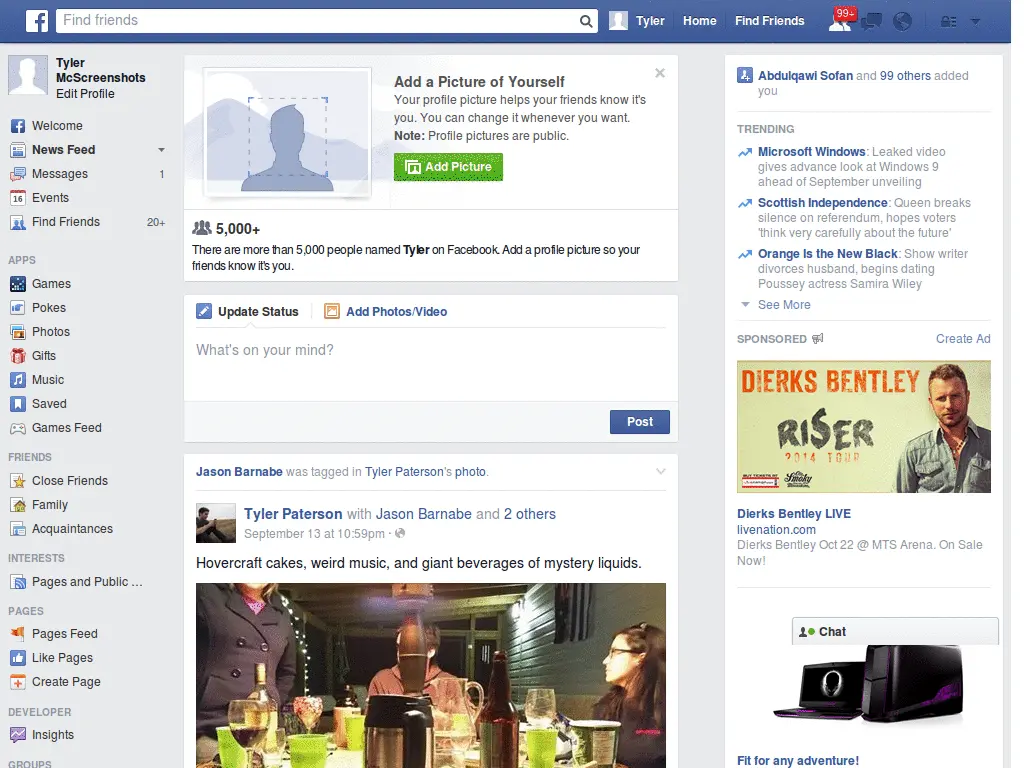 Find friends
Tyler
Home
Find Friends
99+
Tyler
McScreenshots
Edit Profile
Welcome
News Feed
Messages 1
16 Events
Find Friends 20+
APPS
Games
Pokes
Photos
Gifts
Music
Saved
Games Feed
FRIENDS
Close Friends
Family
Acquaintances
INTERESTS
Pages and Public ...
PAGES
Pages Feed
Like Pages
Create Page
DEVELOPER
Insights
GROUPS
Add a Picture of Yourself
Your profile picture helps your friends know it's
you. You can change it whenever you want.
Note: Profile pictures are public.
Add Picture
5,000+
There are more than 5,000 people named Tyler on Facebook. Add a profile picture so your
friends know it's you.
Update Status
Add Photos/Video
What's on your mind?
Post
Jason Barnabe was tagged in Tyler Paterson's photo.
Tyler Paterson with Jason Barnabe and 2 others
September 13 at 10:59pm ·
Hovercraft cakes, weird music, and giant beverages of mystery liquids.
Abdulqawi Sofan and 99 others added
you
TRENDING
Microsoft Windows: Leaked video
gives advance look at Windows 9
ahead of September unveiling
Scottish Independence: Queen breaks
silence on referendum, hopes voters
'think very carefully about the future'
Orange Is the New Black: Show writer
divorces husband, begins dating
Poussey actress Samira Wiley
See More
SPONSORED
Create Ad
DIERKS BENTLEY
RISER
2014 TOUR
BUY TICKETS AT
Smoky
Dierks Bentley LIVE
livenation.com
Dierks Bentley Oct 22 @ MTS Arena. On Sale
Now!
Chat
Fit for any adventure!